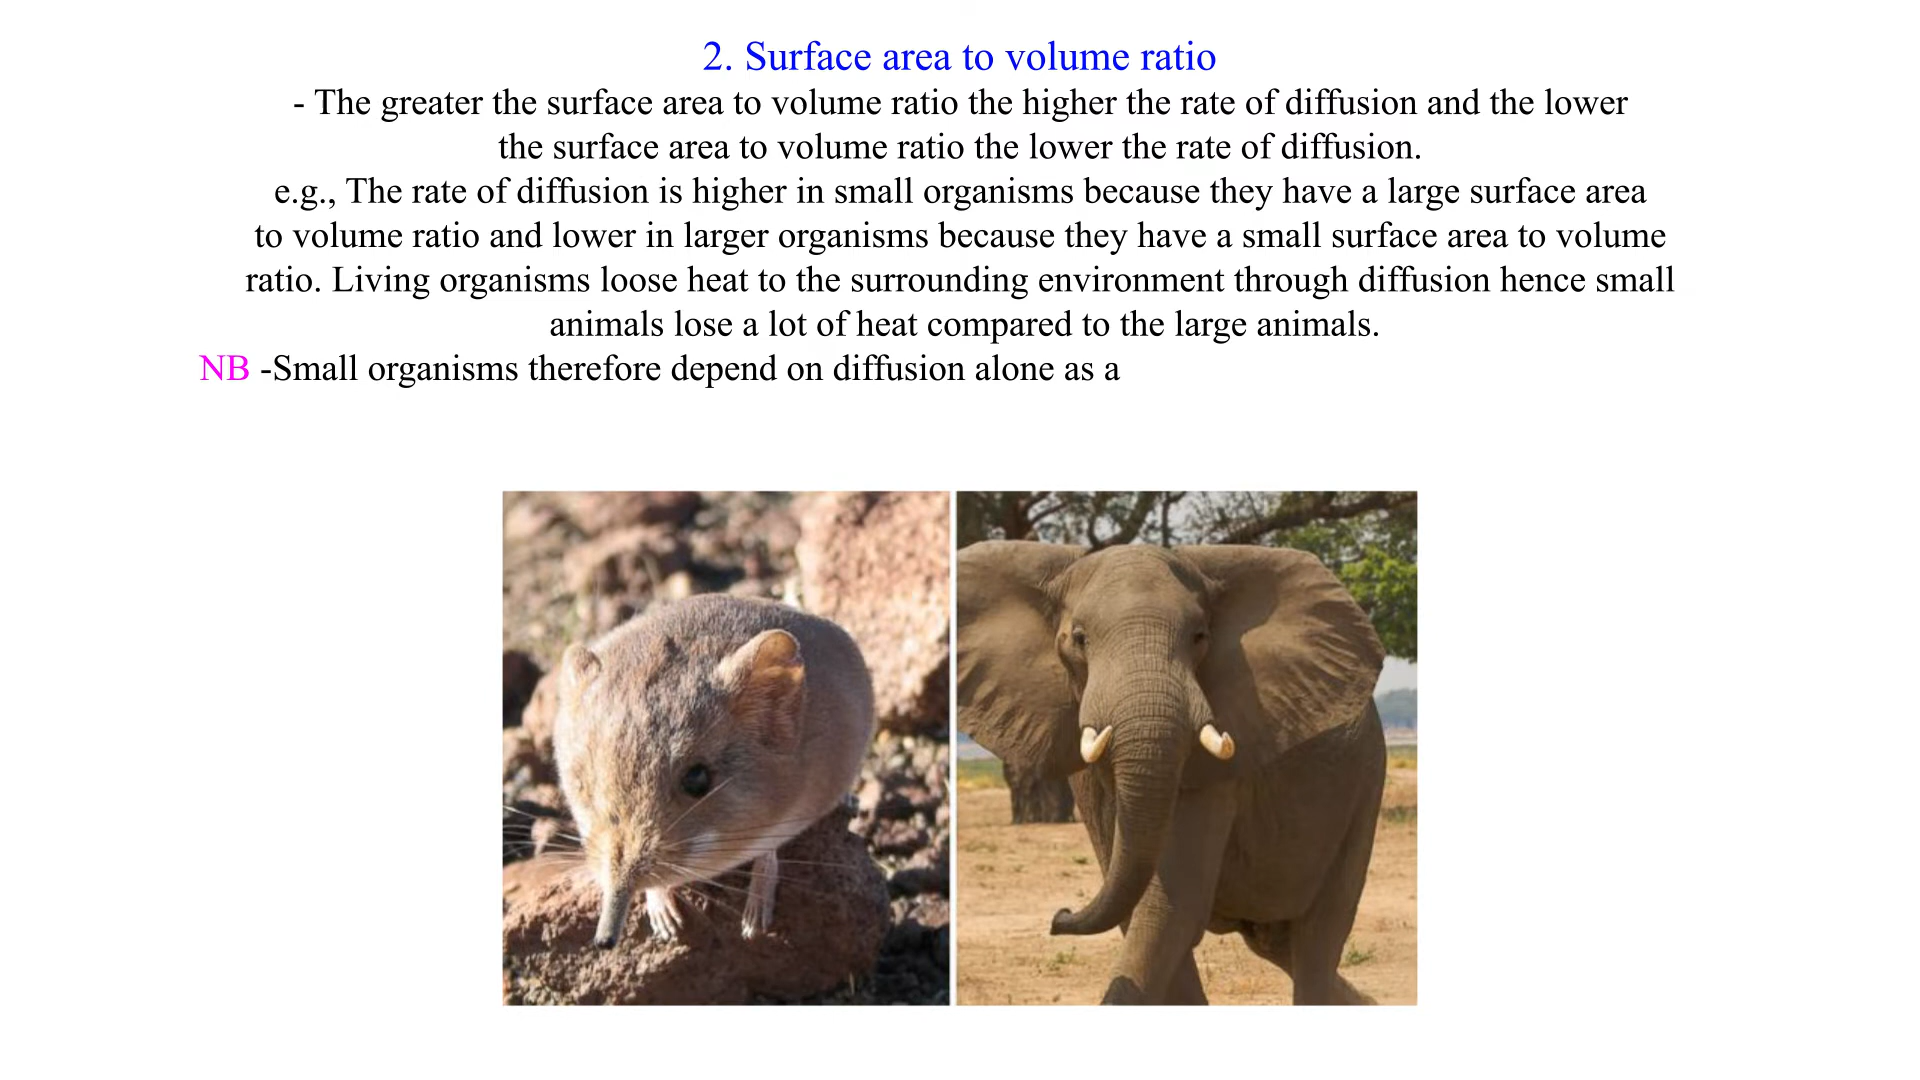 2. Surface area to volume ratio
- The greater the surface area to volume ratio the higher the rate of diffusion and the lower
the surface area to volume ratio the lower the rate of diffusion.
e.g., The rate of diffusion is higher in small organisms because they have a large surface area
to volume ratio and lower in larger organisms because they have a small surface area to volume
ratio. Living organisms loose heat to the surrounding environment through diffusion hence small
animals lose a lot of heat compared to the large animals.
NB -Small organisms therefore depend on diffusion alone as a